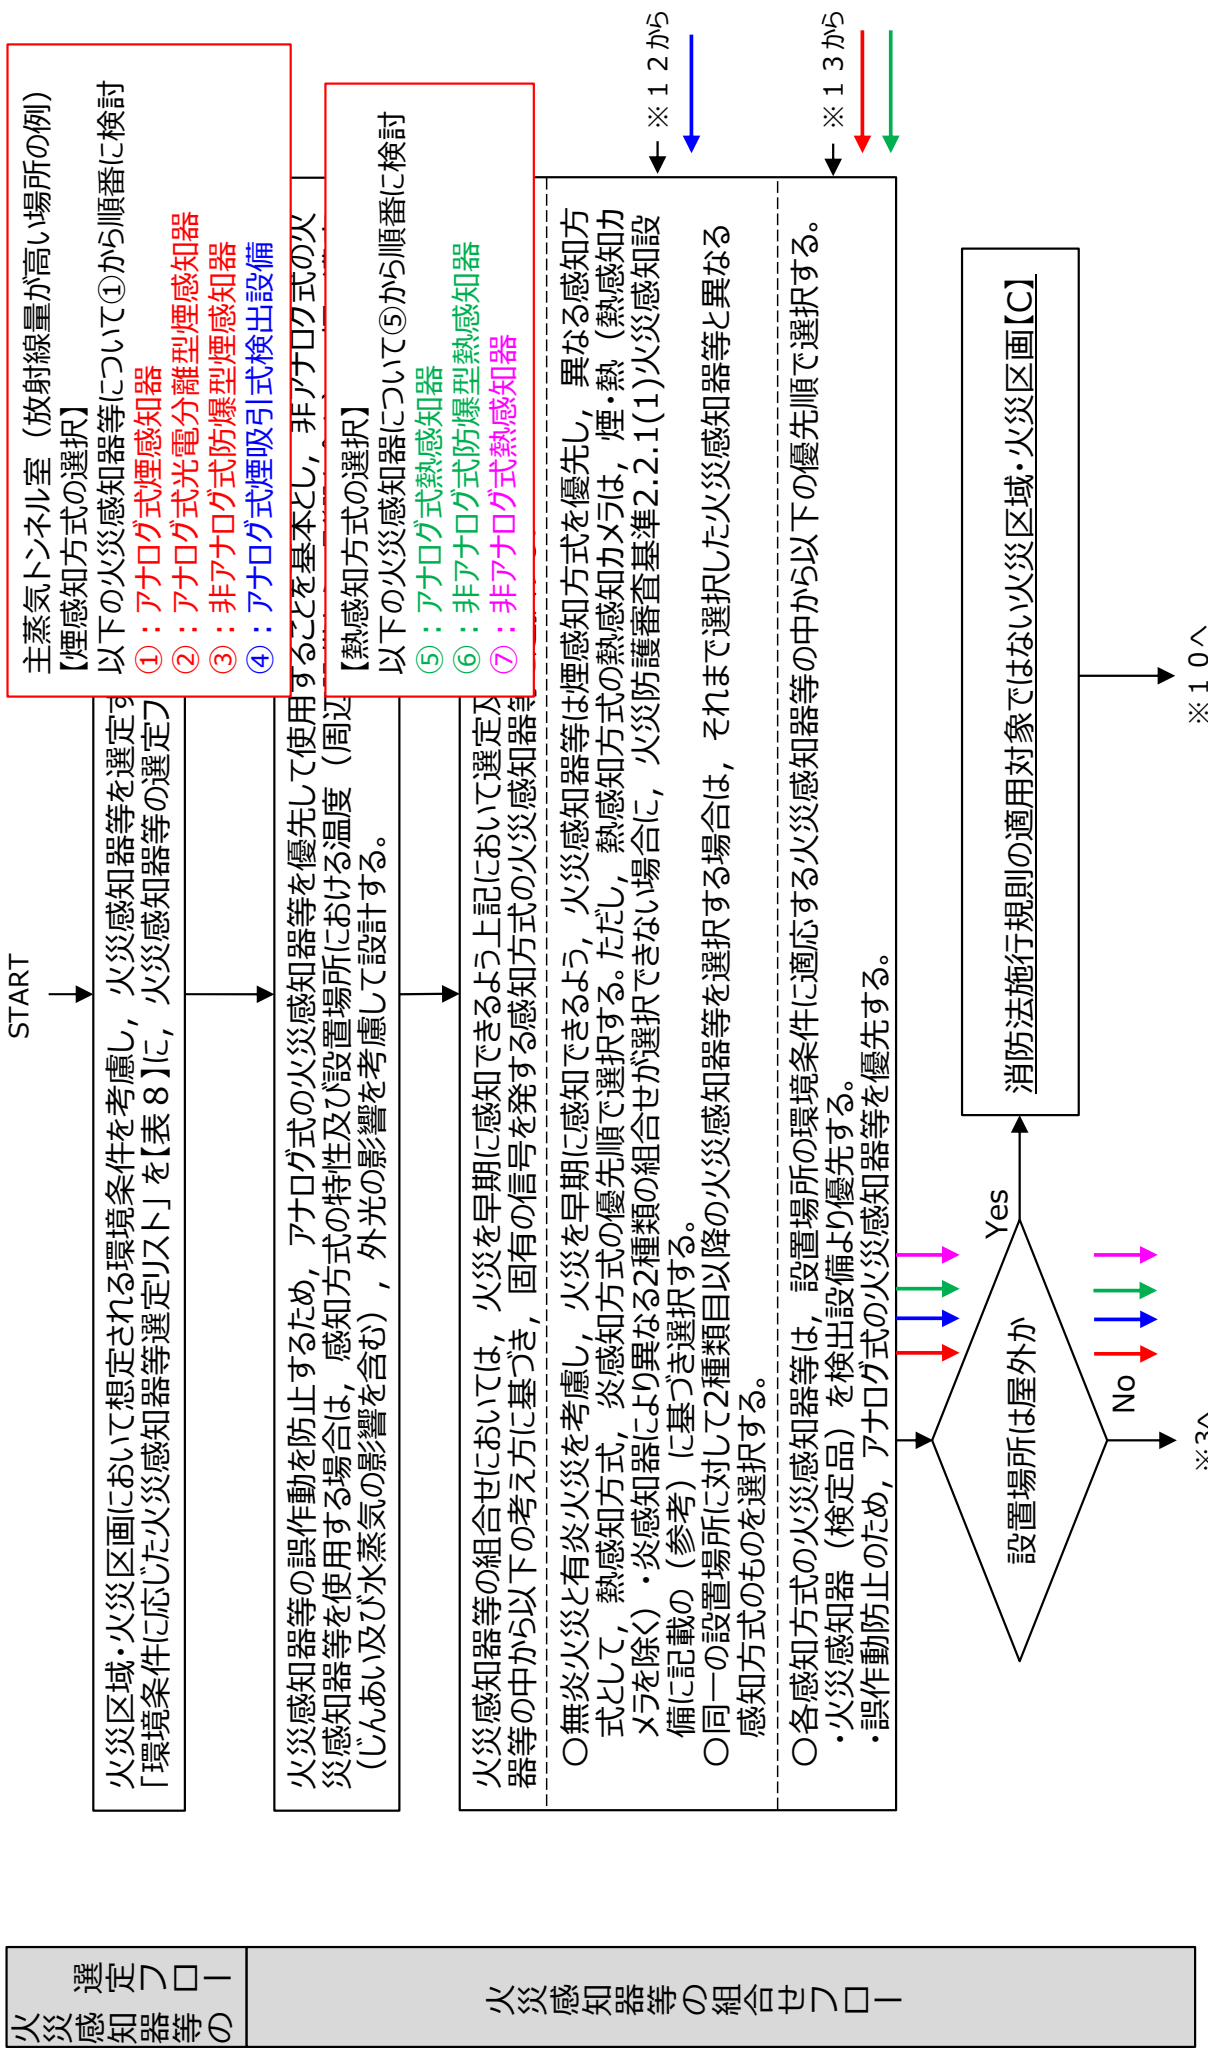 火災感知器等の
選定フロー
火災感知器等の組合せフロー
START
火災区域・火災区画において想定される環境条件を考慮し，火災感知器等を選定す
「環境条件に応じた火災感知器等選定リスト」を【表８】に，火災感知器等の選定フ
主蒸気トンネル室（放射線量が高い場所の例）
【煙感知方式の選択】
以下の火災感知器等について①から順番に検討
①：アナログ式煙感知器
②：アナログ式光電分離型煙感知器
③：非アナログ式防爆型煙感知器
④：アナログ式煙吸引式検出設備
火災感知器等の誤作動を防止するため，アナログ式の火災感知器等を優先して使用することを基本とし，非アナログ式の火
災感知器等を使用する場合は，感知方式の特性及び設置場所における温度（周辺
（じんあい及び水蒸気の影響を含む），外光の影響を考慮して設計する。
【熱感知方式の選択】
以下の火災感知器について⑤から順番に検討
⑤：アナログ式熱感知器
⑥：非アナログ式防爆型熱感知器
⑦：非アナログ式熱感知器
火災感知器等の組合せにおいては，火災を早期に感知できるよう上記において選定及
器等の中から以下の考え方に基づき，固有の信号を発する感知方式の火災感知器等
○無炎火災と有炎火災を考慮し，火災を早期に感知できるよう，火災感知器等は煙感知方式を優先し，異なる感知方
式として，熱感知方式，炎感知方式の優先順で選択する。ただし，熱感知方式の熱感知カメラは，煙・熱（熱感知カ
メラを除く）・炎感知器により異なる2種類の組合せが選択できない場合に，火災防護審査基準2.2.1(1)火災感知設
備に記載の（参考）に基づき選択する。
○同一の設置場所に対して2種類目以降の火災感知器等を選択する場合は，それまで選択した火災感知器等と異なる
感知方式のものを選択する。
※１２から
○各感知方式の火災感知器等は，設置場所の環境条件に適応する火災感知器等の中から以下の優先順で選択する。
・火災感知器（検定品）を検出設備より優先する。
・誤作動防止のため，アナログ式の火災感知器等を優先する。
※１３から
設置場所は屋外か
Yes
No
消防法施行規則の適用対象ではない火災区域・火災区画【C】
※3へ
※１０へ